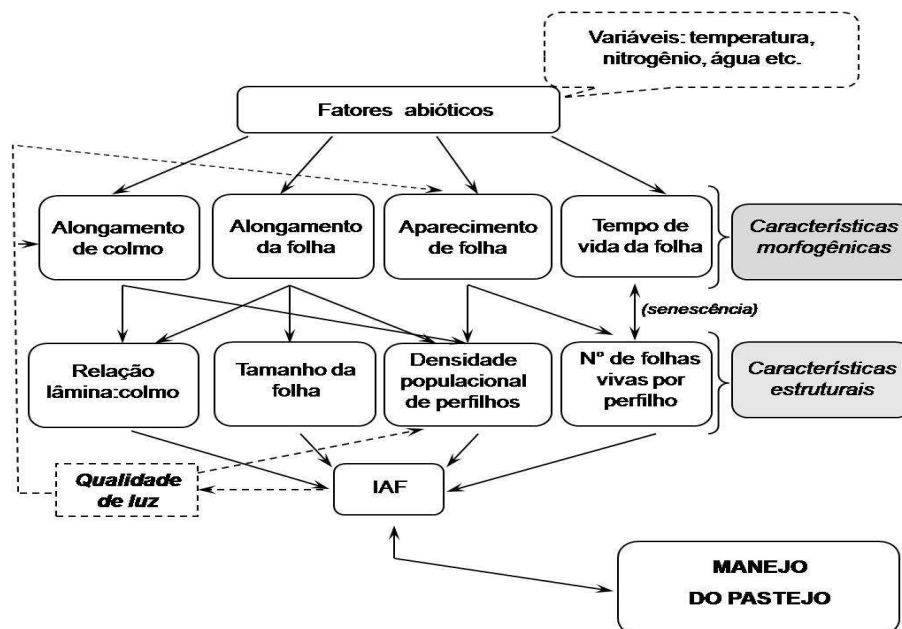 Variáveis: temperatura,
nitrogênio, água etc.
Fatores abióticos
Alongamento
de colmo
Alongamento
da folha
Aparecimento
de folha
Tempo de
vida da folha
Características
morfogênicas
(senescência)
Relação
lâmina:colmo
Tamanho da
folha
Densidade
populacional
de perfilhos
Nº de folhas
vivas por
perfilho
Características
estruturais
Qualidade
de luz
IAF
MANEJO
DO PASTEJO